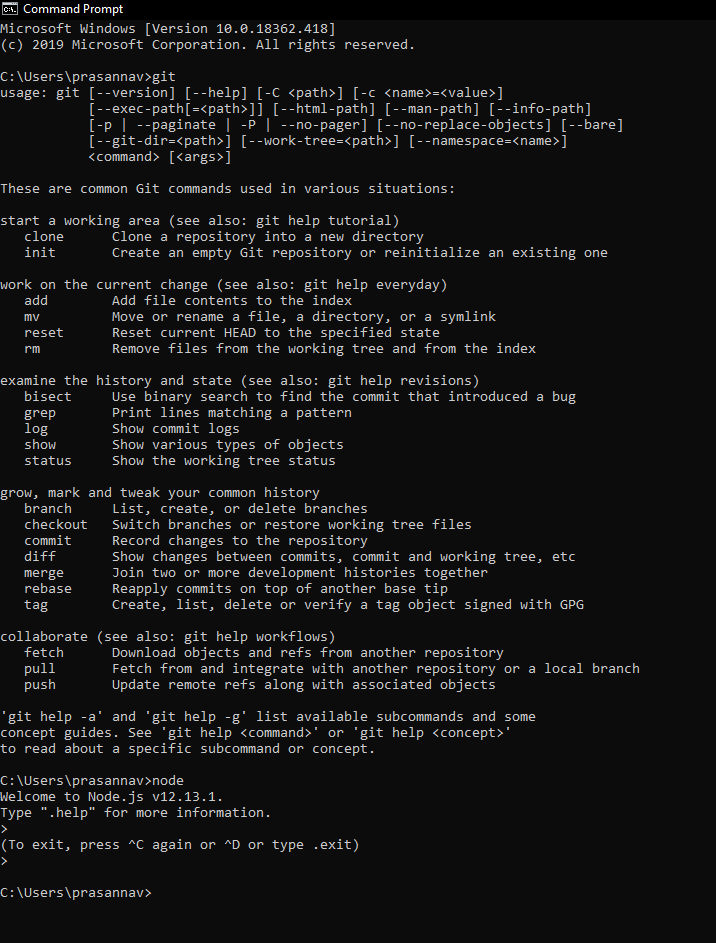 Command Prompt
Microsoft Windows [Version 10.0.18362.418]
(c) 2019 Microsoft Corporation. All rights reserved.
C:\Users\prasannav>git
usage: git [--version] [--help] [-C <path>] [-c <name>=<value>]
           [--exec-path[=<path>]] [--html-path] [--man-path] [--info-path]
           [-p | --paginate | -P | --no-pager] [--no-replace-objects] [--bare]
           [--git-dir=<path>] [--work-tree=<path>] [--namespace=<name>]
           <command> [<args>]
These are common Git commands used in various situations:
start a working area (see also: git help tutorial)
   clone      Clone a repository into a new directory
   init       Create an empty Git repository or reinitialize an existing one
work on the current change (see also: git help everyday)
   add        Add file contents to the index
   mv         Move or rename a file, a directory, or a symlink
   reset      Reset current HEAD to the specified state
   rm         Remove files from the working tree and from the index
examine the history and state (see also: git help revisions)
   bisect     Use binary search to find the commit that introduced a bug
   grep       Print lines matching a pattern
   log        Show commit logs
   show       Show various types of objects
   status     Show the working tree status
grow, mark and tweak your common history
   branch     List, create, or delete branches
   checkout   Switch branches or restore working tree files
   commit     Record changes to the repository
   diff       Show changes between commits, commit and working tree, etc
   merge      Join two or more development histories together
   rebase     Reapply commits on top of another base tip
   tag        Create, list, delete or verify a tag object signed with GPG
collaborate (see also: git help workflows)
   fetch      Download objects and refs from another repository
   pull       Fetch from and integrate with another repository or a local branch
   push       Update remote refs along with associated objects
'git help -a' and 'git help -g' list available subcommands and some
concept guides. See 'git help <command>' or 'git help <concept>'
to read about a specific subcommand or concept.
C:\Users\prasannav>node
Welcome to Node.js v12.13.1.
Type ".help" for more information.
>
(To exit, press ^C again or ^D or type .exit)
>
C:\Users\prasannav>